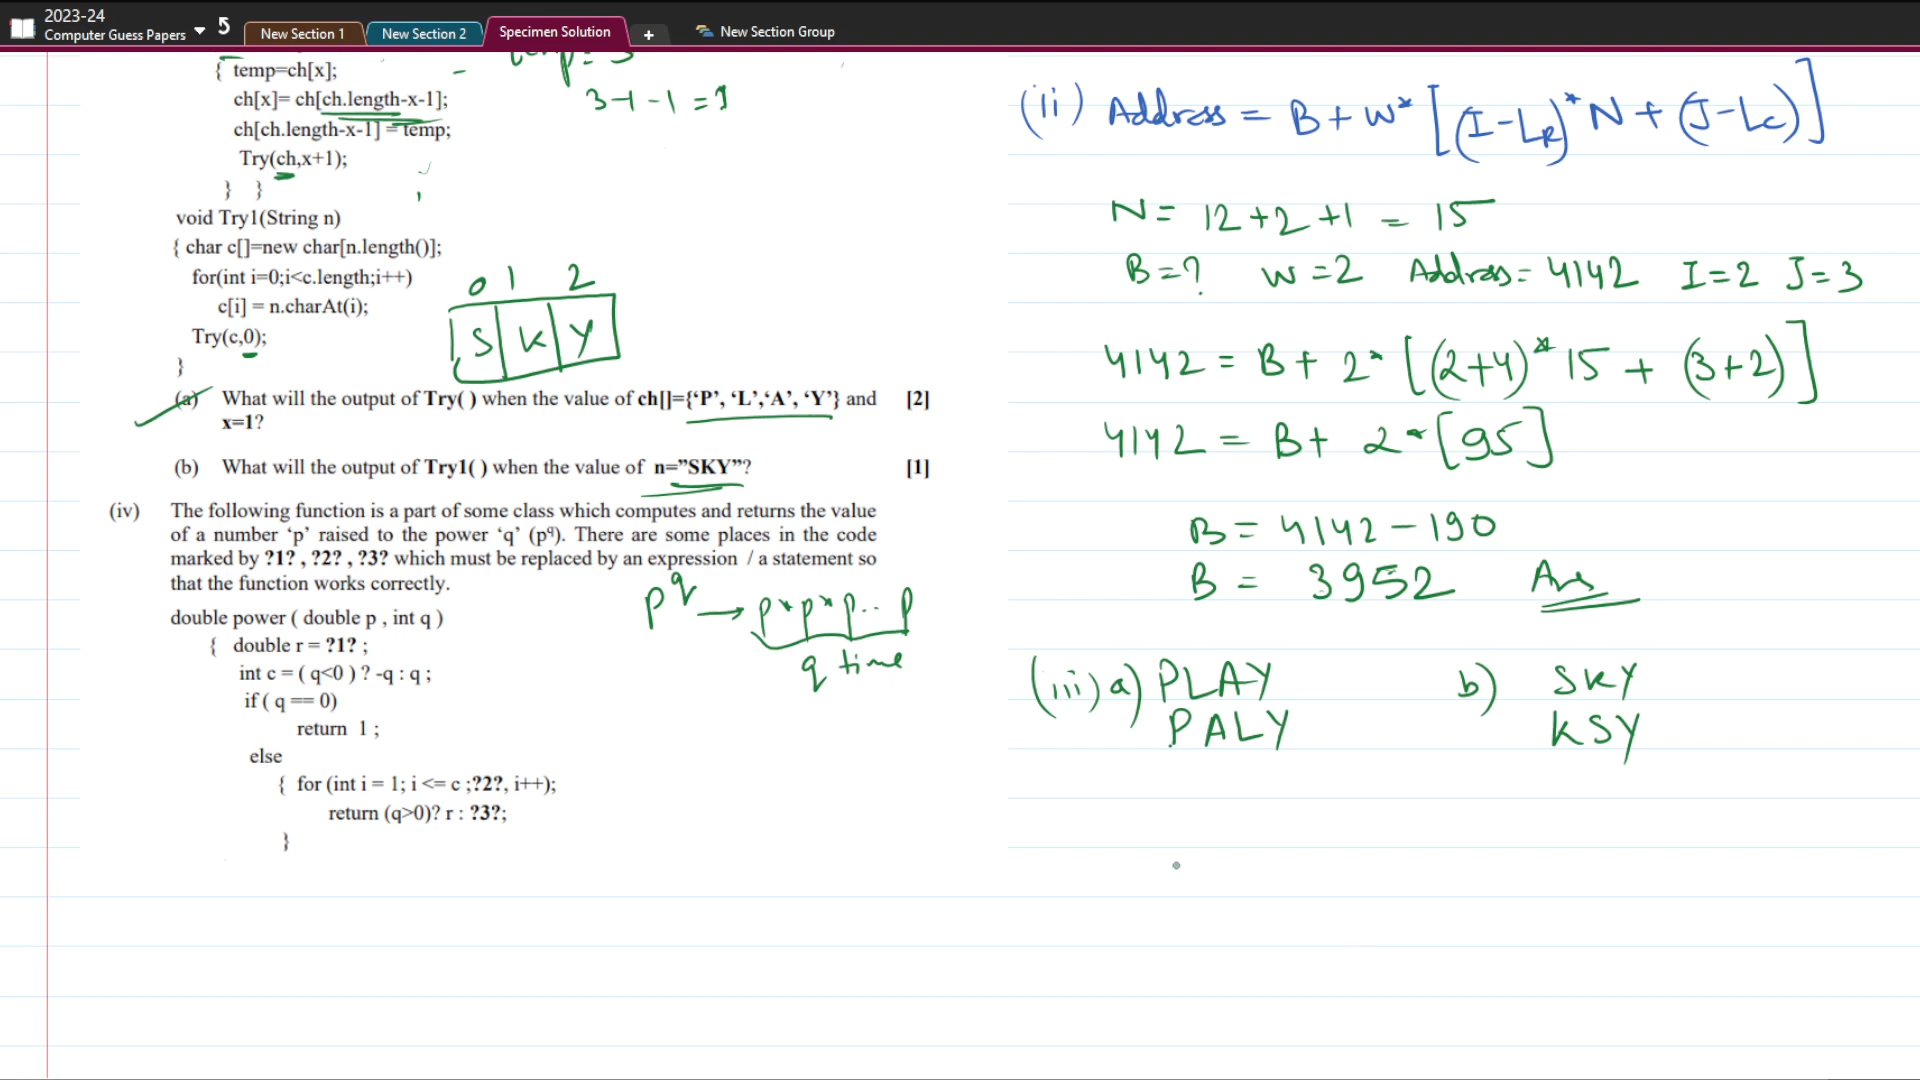 2023-24
Computer Guess Papers
New Section 1
New Section 2
Specimen Solution
+
New Section Group
{ temp=ch[x];
ch[x]= ch[ch.length-x-1];
ch[ch.length-x-1] = temp;
Try(ch,x+1);
} }
void Try1(String n)
{ char c[]=new char[n.length()];
for(int i=0;i<c.length;i++)
c[i] = n.charAt(i);
Try(c,0);
}
3-1-1 = 1
0 1 2
S K Y
(a) What will the output of Try( ) when the value of ch[]={‘P’, ‘L’,‘A’, ‘Y’} and [2]
x=1?
(b) What will the output of Try1( ) when the value of n=”SKY”? [1]
(iv) The following function is a part of some class which computes and returns the value
of a number ‘p’ raised to the power ‘q’ (pq). There are some places in the code
marked by ?1? , ?2? , ?3? which must be replaced by an expression / a statement so
that the function works correctly.
double power ( double p , int q )
{ double r = ?1? ;
int c = ( q<0 ) ? -q : q ;
if ( q == 0)
return 1 ;
else
{ for (int i = 1; i <= c ;?2?, i++);
return (q>0)? r : ?3?;
}
pq → p*p*p.. p
q time
(ii) Address = B + W* [(I-LR)* N + (J-Lc)]
N = 12+2+1 = 15
B=? W=2 Address= 4142 I=2 J=3
4142 = B+ 2* [(2+4)* 15 + (3+2)]
4142 = B+ 2*[95]
B = 4142 - 190
B = 3952 Ans
(iii) a) PLAY b) SKY
PALY KSY